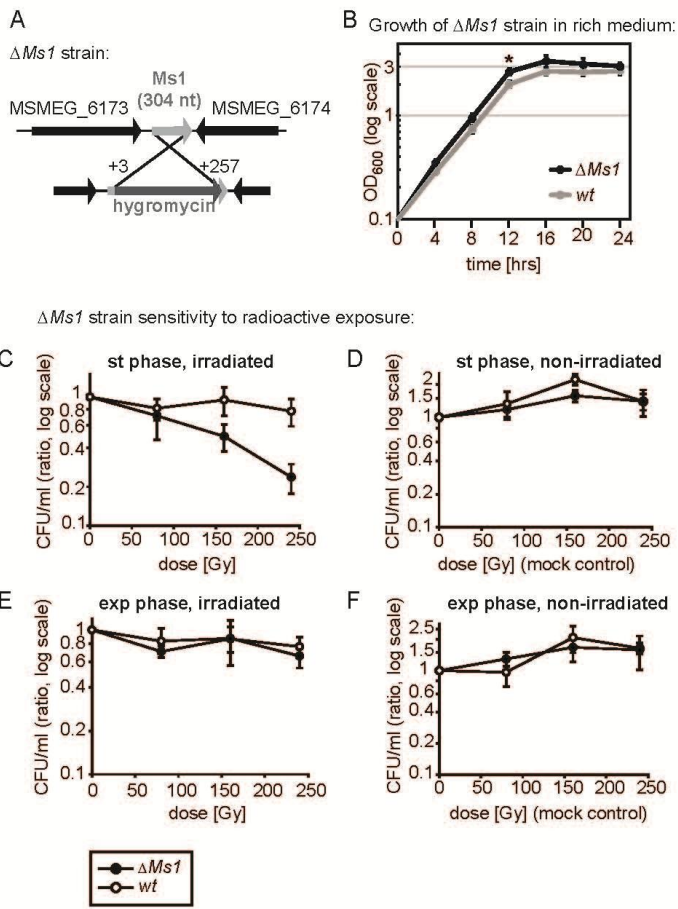 A
ΔMs1 strain:
Ms1
(304 nt)
MSMEG_6173 MSMEG_6174
+3 +257
hygromycin
B
Growth of ΔMs1 strain in rich medium:
OD600 (log scale)
3
1
0.1
*
ΔMs1
wt
0 4 8 12 16 20 24
time [hrs]
ΔMs1 strain sensitivity to radioactive exposure:
C
st phase, irradiated
CFU/ml (ratio, log scale)
1
0.8
0.6
0.4
0.2
0.1
0 50 100 150 200 250
dose [Gy]
D
st phase, non-irradiated
CFU/ml (ratio, log scale)
2
1.5
1
0.6
0.4
0.2
0.1
0 50 100 150 200 250
dose [Gy] (mock control)
E
exp phase, irradiated
CFU/ml (ratio, log scale)
1
0.8
0.6
0.4
0.2
0.1
0 50 100 150 200 250
dose [Gy]
F
exp phase, non-irradiated
CFU/ml (ratio, log scale)
2.5
1.5
1
0.6
0.4
0.2
0.1
0 50 100 150 200 250
dose [Gy] (mock control)
ΔMs1
wt